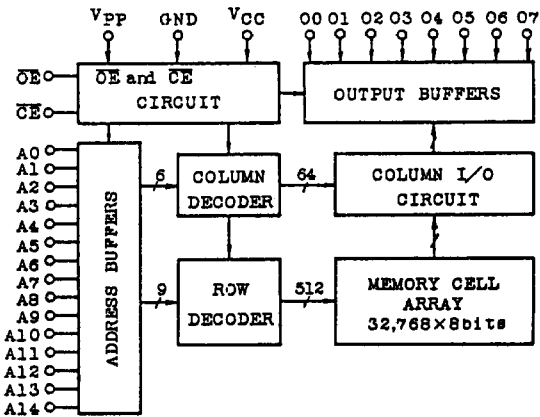 VPP GND VCC O0 O1 O2 O3 O4 O5 O6 O7
OE
CE
OE and CE
CIRCUIT
OUTPUT BUFFERS
A0
A1
A2
A3
A4
A5
A6
A7
A8
A9
A10
A11
A12
A13
A14
ADDRESS BUFFERS
6
COLUMN
DECODER
64
COLUMN I/O
CIRCUIT
9
ROW
DECODER
512
MEMORY CELL
ARRAY
32,768×8bits